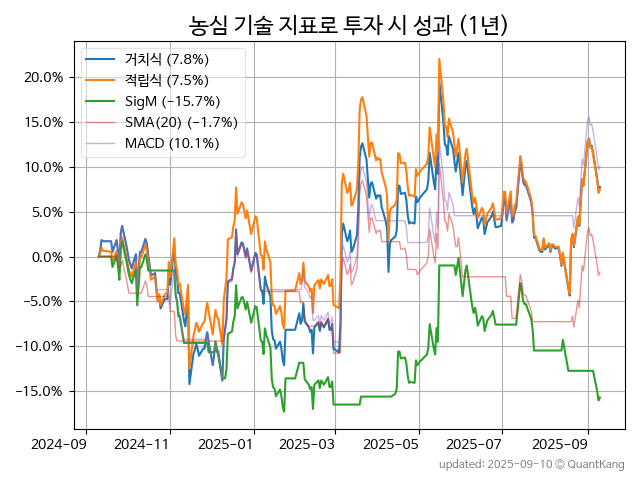 농심 기술 지표로 투자 시 성과 (1년)
거치식 (7.8%)
적립식 (7.5%)
SigM (−15.7%)
SMA(20) (−1.7%)
MACD (10.1%)
20.0%
15.0%
10.0%
5.0%
0.0%
−5.0%
−10.0%
−15.0%
2024−09 2024−11 2025−01 2025−03 2025−05 2025−07 2025−09
updated: 2025-09-10 © QuantKang